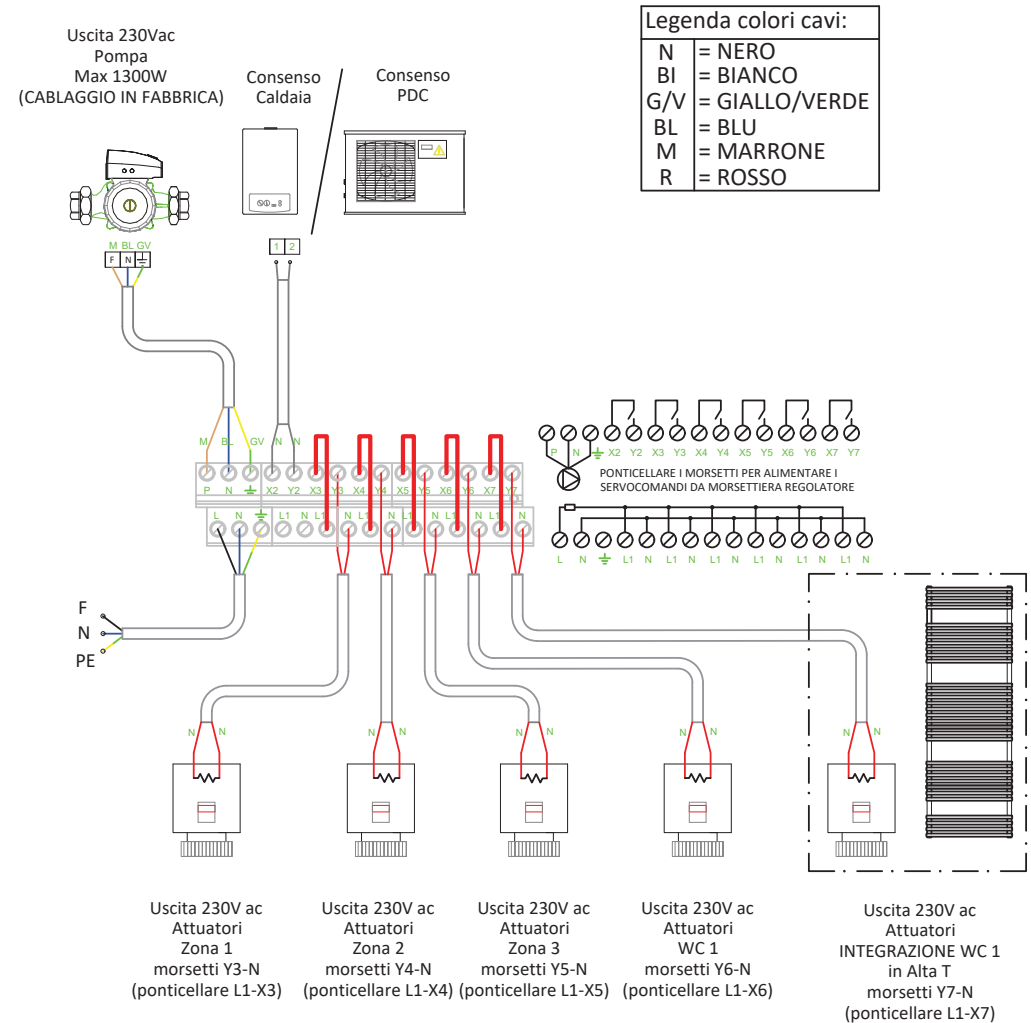 Uscita 230Vac
Pompa
Max 1300W
(CABLAGGIO IN FABBRICA)
Consenso
Caldaia
Consenso
PDC
Legenda colori cavi:
N = NERO
BI = BIANCO
G/V = GIALLO/VERDE
BL = BLU
M = MARRONE
R = ROSSO
M BL GV
F N
1 2
M BL GV N N
P N X2 Y2 X3 Y3 X4 Y4 X5 Y5 X6 Y6 X7 Y7
L N L1 N L1 N L1 N L1 N L1 N L1 N
P N X2 Y2 X3 Y3 X4 Y4 X5 Y5 X6 Y6 X7 Y7
PONTICELLARE I MORSETTI PER ALIMENTARE I
SERVOCOMANDI DA MORSETTIERA REGOLATORE
L N L1 N L1 N L1 N L1 N L1 N
F
N
PE
N N
N N
N N
N N
N N
Uscita 230V ac
Attuatori
Zona 1
morsetti Y3-N
(ponticellare L1-X3)
Uscita 230V ac
Attuatori
Zona 2
morsetti Y4-N
(ponticellare L1-X4)
Uscita 230V ac
Attuatori
Zona 3
morsetti Y5-N
(ponticellare L1-X5)
Uscita 230V ac
Attuatori
WC 1
morsetti Y6-N
(ponticellare L1-X6)
Uscita 230V ac
Attuatori
INTEGRAZIONE WC 1
in Alta T
morsetti Y7-N
(ponticellare L1-X7)